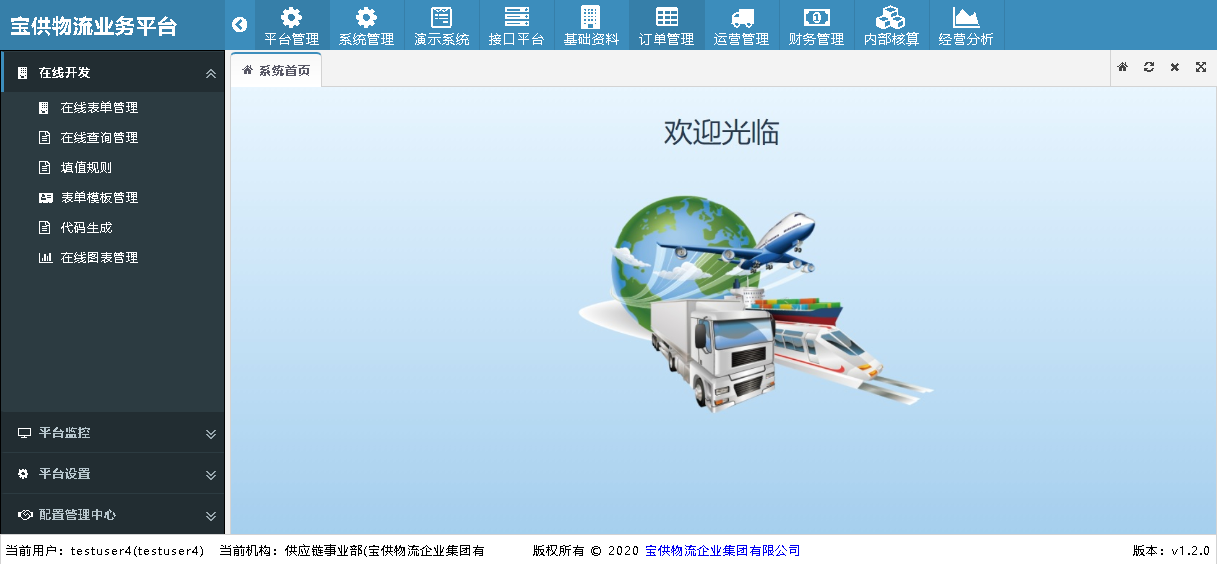 宝供物流业务平台
平台管理 系统管理 演示系统 接口平台 基础资料 订单管理 运营管理 财务管理 内部核算 经营分析
在线开发
系统首页
在线表单管理
在线查询管理
填值规则
表单模板管理
代码生成
在线图表管理
欢迎光临
平台监控
平台设置
配置管理中心
当前用户：testuser4(testuser4) 当前机构：供应链事业部(宝供物流企业集团有 版权所有 © 2020 宝供物流企业集团有限公司 版本：v1.2.0